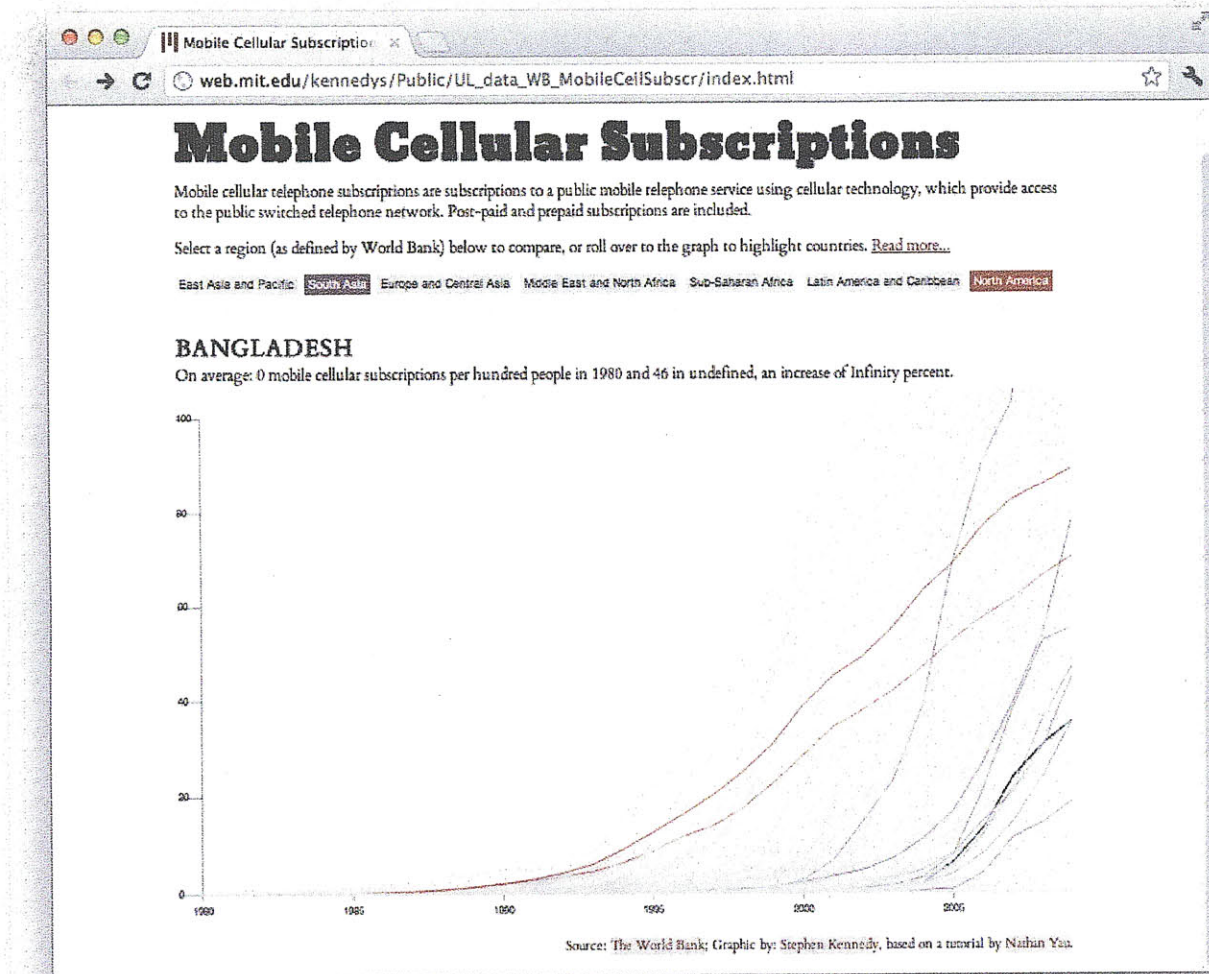 Mobile Cellular Subscription
web.mit.edu/kennedys/Public/UL_data_WB_MobileCellSubscr/index.html
Mobile Cellular Subscriptions
Mobile cellular telephone subscriptions are subscriptions to a public mobile telephone service using cellular technology, which provide access
to the public switched telephone network. Post-paid and prepaid subscriptions are included.
Select a region (as defined by World Bank) below to compare, or roll over to the graph to highlight countries. Read more...
East Asia and Pacific South Asia Europe and Central Asia Middle East and North Africa Sub-Saharan Africa Latin America and Caribbean North America
BANGLADESH
On average: 0 mobile cellular subscriptions per hundred people in 1980 and 46 in undefined, an increase of Infinity percent.
100
80
60
40
20
0
1980 1985 1990 1995 2000 2005
Source: The World Bank; Graphic by: Stephen Kennedy, based on a tutorial by Nathan Yau.